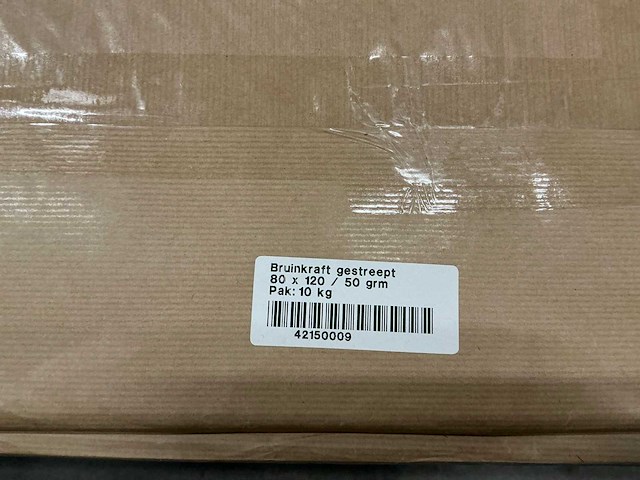 Bruinkraft gestreept
80 x 120 / 50 grm
Pak: 10 kg
42150009